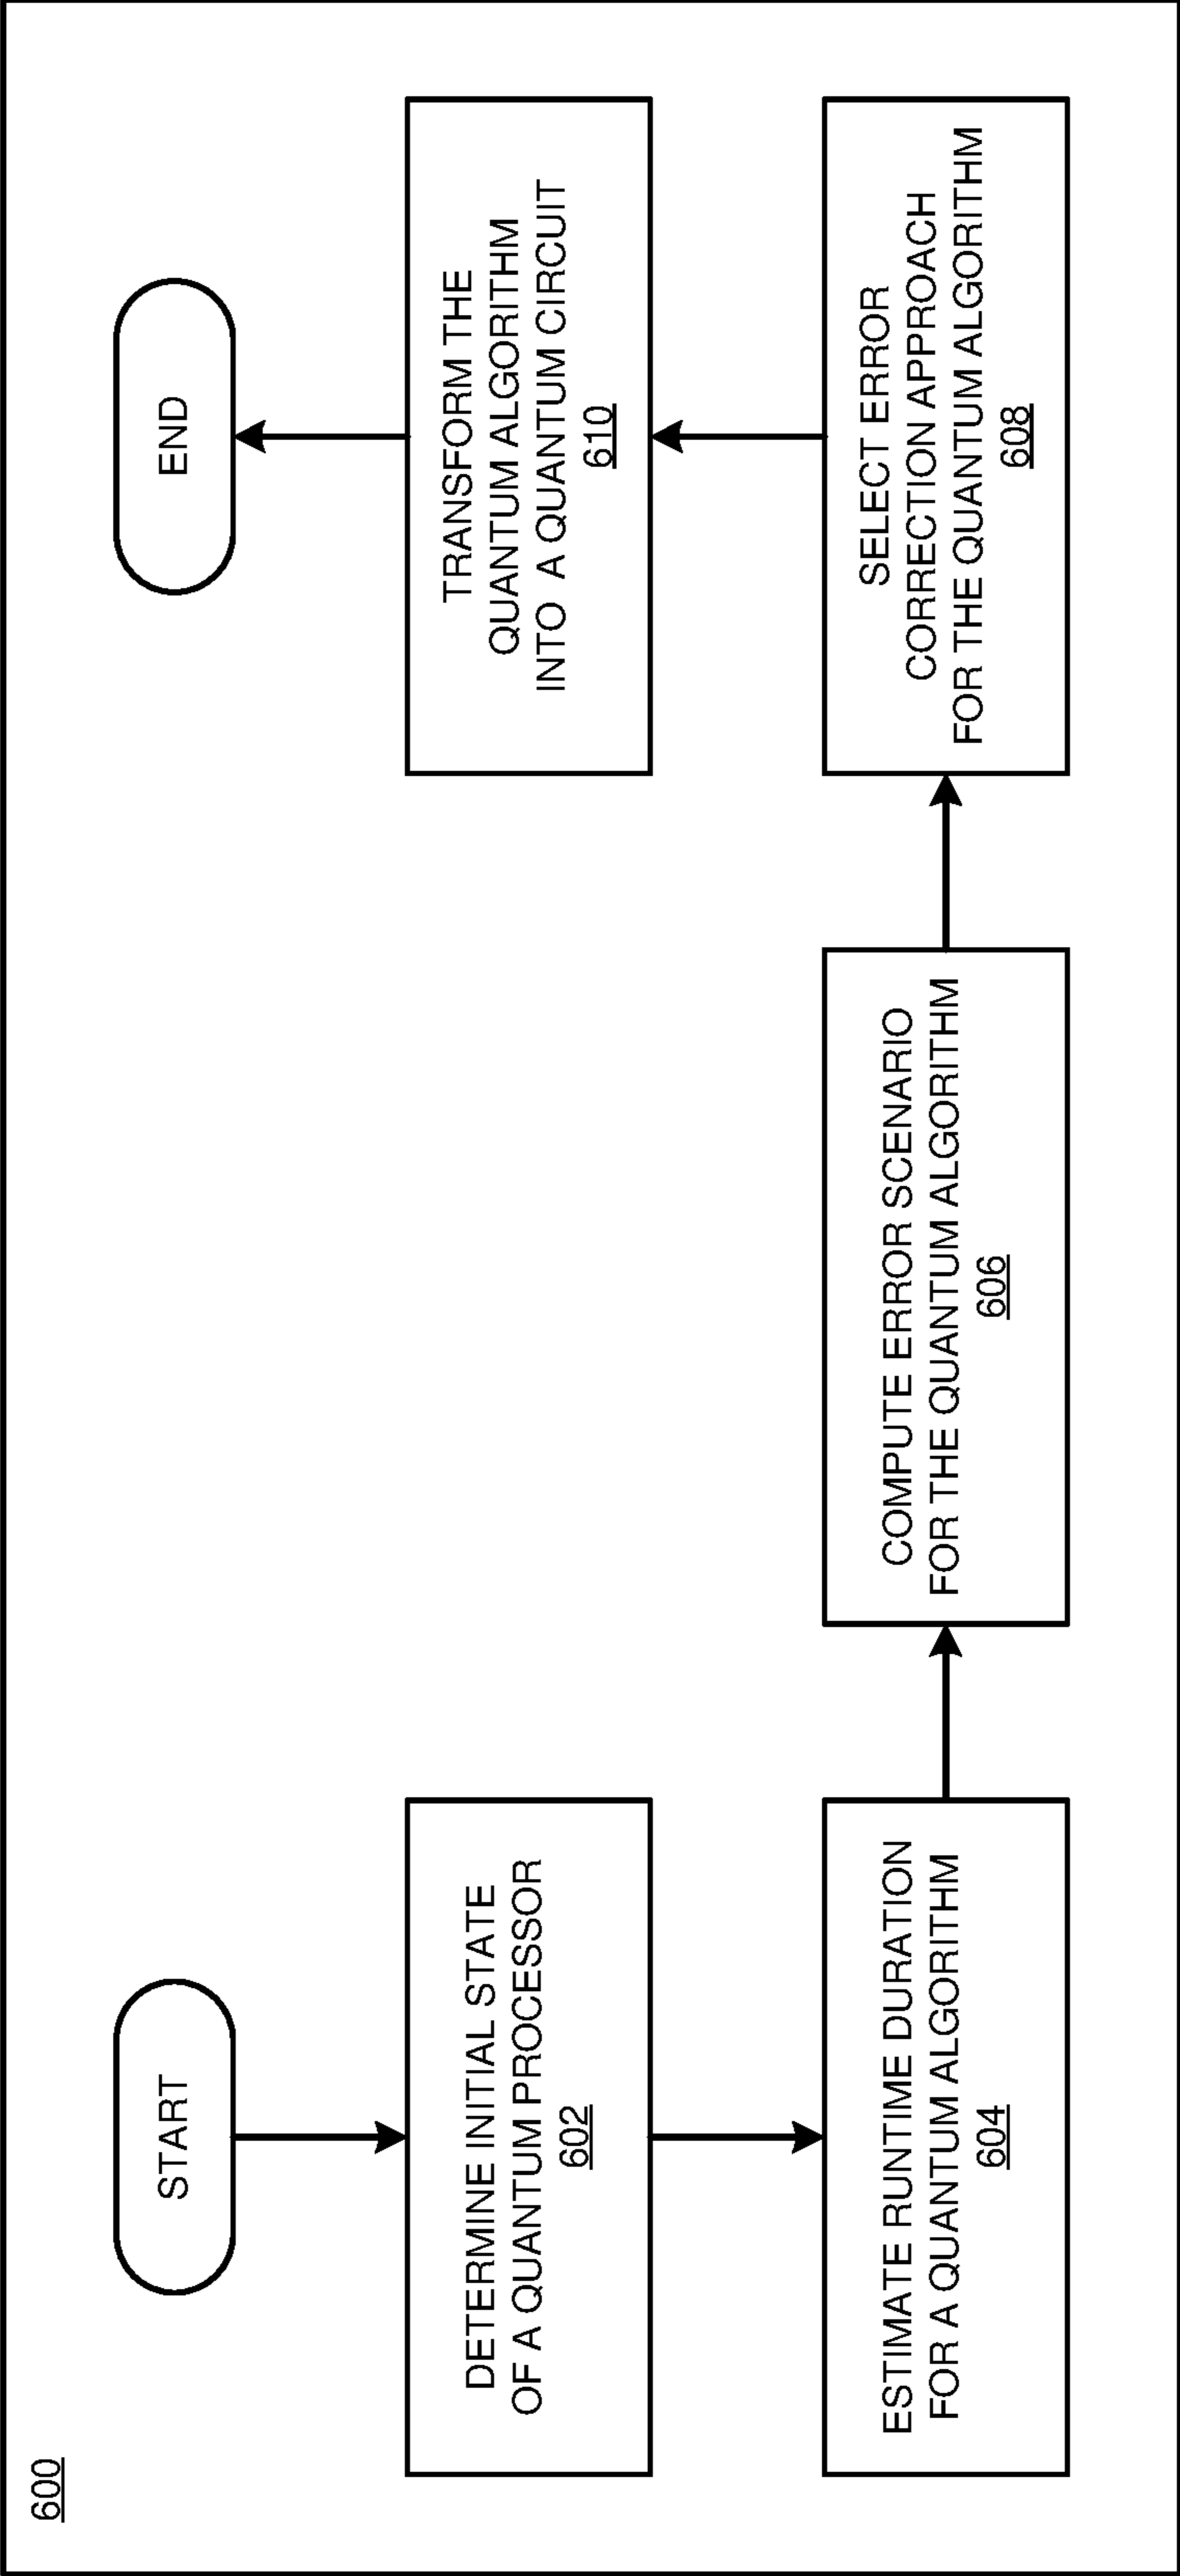 600
START
DETERMINE INITIAL STATE
OF A QUANTUM PROCESSOR
602
ESTIMATE RUNTIME DURATION
FOR A QUANTUM ALGORITHM
604
COMPUTE ERROR SCENARIO
FOR THE QUANTUM ALGORITHM
606
SELECT ERROR
CORRECTION APPROACH
FOR THE QUANTUM ALGORITHM
608
TRANSFORM THE
QUANTUM ALGORITHM
INTO A QUANTUM CIRCUIT
610
END